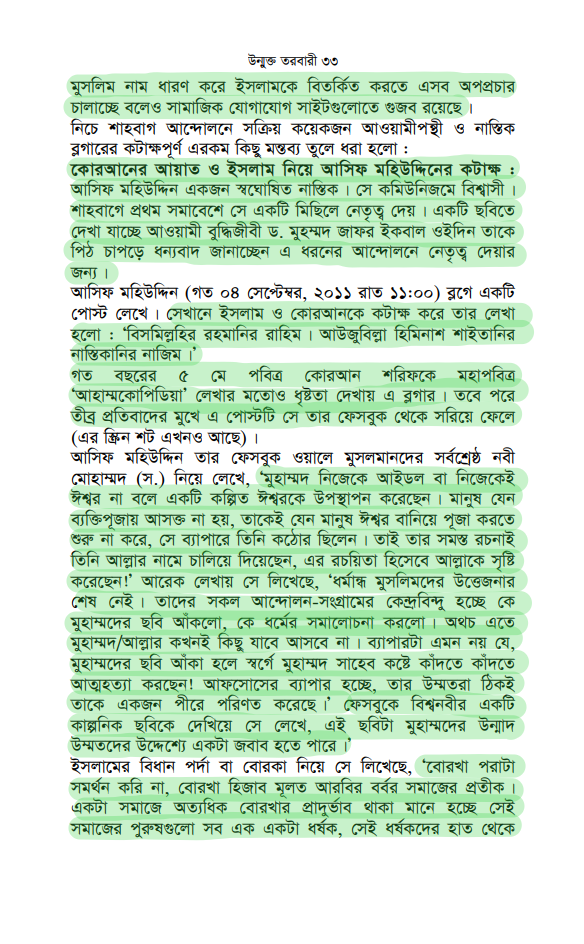 উন্মুক্ত তরবারী ৩৩
মুসলিম নাম ধারণ করে ইসলামকে বিতর্কিত করতে এসব অপপ্রচার
চালাচ্ছে বলেও সামাজিক যোগাযোগ সাইটগুলোতে গুজব রয়েছে ।
নিচে শাহবাগ আন্দোলনে সক্রিয় কয়েকজন আওয়ামীপন্থী ও নাস্তিক
ব্লগারের কটাক্ষপূর্ণ এরকম কিছু মন্তব্য তুলে ধরা হলো :
কোরআনের আয়াত ও ইসলাম নিয়ে আসিফ মহিউদ্দিনের কটাক্ষ :
আসিফ মহিউদ্দিন একজন স্বঘোষিত নাস্তিক । সে কমিউনিজমে বিশ্বাসী ।
শাহবাগে প্রথম সমাবেশে সে একটি মিছিলে নেতৃত্ব দেয় । একটি ছবিতে
দেখা যাচ্ছে আওয়ামী বুদ্ধিজীবী ড. মুহম্মদ জাফর ইকবাল ওইদিন তাকে
পিঠ চাপড়ে ধন্যবাদ জানাচ্ছেন এ ধরনের আন্দোলনে নেতৃত্ব দেয়ার
জন্য ।
আসিফ মহিউদ্দিন (গত ০৪ সেপ্টেম্বর, ২০১১ রাত ১১:০০) ব্লগে একটি
পোস্ট লেখে । সেখানে ইসলাম ও কোরআনকে কটাক্ষ করে তার লেখা
হলো : ‘বিসমিল্লহির রহমানির রাহিম । আউজুবিল্লা হিমিনাশ শাইতানির
নাস্তিকানির নাজিম ।’
গত বছরের ৫ মে পবিত্র কোরআন শরিফকে মহাপবিত্র
‘আহাম্মকোপিডিয়া’ লেখার মতোও ধৃষ্টতা দেখায় এ ব্লগার । তবে পরে
তীব্র প্রতিবাদের মুখে এ পোস্টটি সে তার ফেসবুক থেকে সরিয়ে ফেলে
(এর স্ক্রিন শট এখনও আছে) ।
আসিফ মহিউদ্দিন তার ফেসবুক ওয়ালে মুসলমানদের সর্বশ্রেষ্ঠ নবী
মোহাম্মদ (স.) নিয়ে লেখে, ‘মুহাম্মদ নিজেকে আইডল বা নিজেকেই
ঈশ্বর না বলে একটি কল্পিত ঈশ্বরকে উপস্থাপন করেছেন । মানুষ যেন
ব্যক্তিপূজায় আসক্ত না হয়, তাকেই যেন মানুষ ঈশ্বর বানিয়ে পূজা করতে
শুরু না করে, সে ব্যাপারে তিনি কঠোর ছিলেন । তাই তার সমস্ত রচনাই
তিনি আল্লার নামে চালিয়ে দিয়েছেন, এর রচয়িতা হিসেবে আল্লাকে সৃষ্টি
করেছেন!’ আরেক লেখায় সে লিখেছে, ‘ধর্মান্ধ মুসলিমদের উত্তেজনার
শেষ নেই । তাদের সকল আন্দোলন-সংগ্রামের কেন্দ্রবিন্দু হচ্ছে কে
মুহাম্মদের ছবি আঁকলো, কে ধর্মের সমালোচনা করলো । অথচ এতে
মুহাম্মদ/আল্লার কখনই কিছু যাবে আসবে না । ব্যাপারটা এমন নয় যে,
মুহাম্মদের ছবি আঁকা হলে স্বর্গে মুহাম্মদ সাহেব কষ্টে কাঁদতে কাঁদতে
আত্মহত্যা করছেন! আফসোসের ব্যাপার হচ্ছে, তার উম্মতরা ঠিকই
তাকে একজন পীরে পরিণত করেছে ।’ ফেসবুকে বিশ্বনবীর একটি
কাল্পনিক ছবিকে দেখিয়ে সে লেখে, এই ছবিটা মুহাম্মদের উন্মাদ
উম্মতদের উদ্দেশ্যে একটা জবাব হতে পারে ।’
ইসলামের বিধান পর্দা বা বোরকা নিয়ে সে লিখেছে, ‘বোরখা পরাটা
সমর্থন করি না, বোরখা হিজাব মূলত আরবির বর্বর সমাজের প্রতীক ।
একটা সমাজে অত্যধিক বোরখার প্রাদুর্ভাব থাকা মানে হচ্ছে সেই
সমাজের পুরুষগুলো সব এক একটা ধর্ষক, সেই ধর্ষকদের হাত থেকে